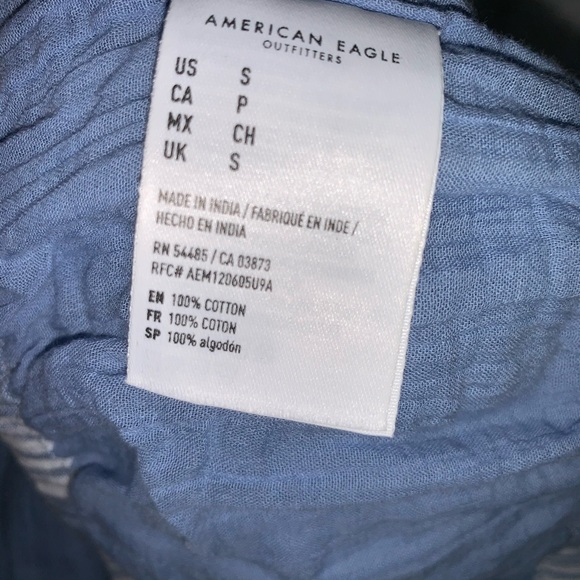 AMERICAN EAGLE
OUTFITTERS
US S
CA P
MX CH
UK S
MADE IN INDIA / FABRIQUÉ EN INDE /
HECHO EN INDIA
RN 54485 / CA 03873
RFC# AEM120605U9A
EN 100% COTTON
FR 100% COTON
SP 100% algodón